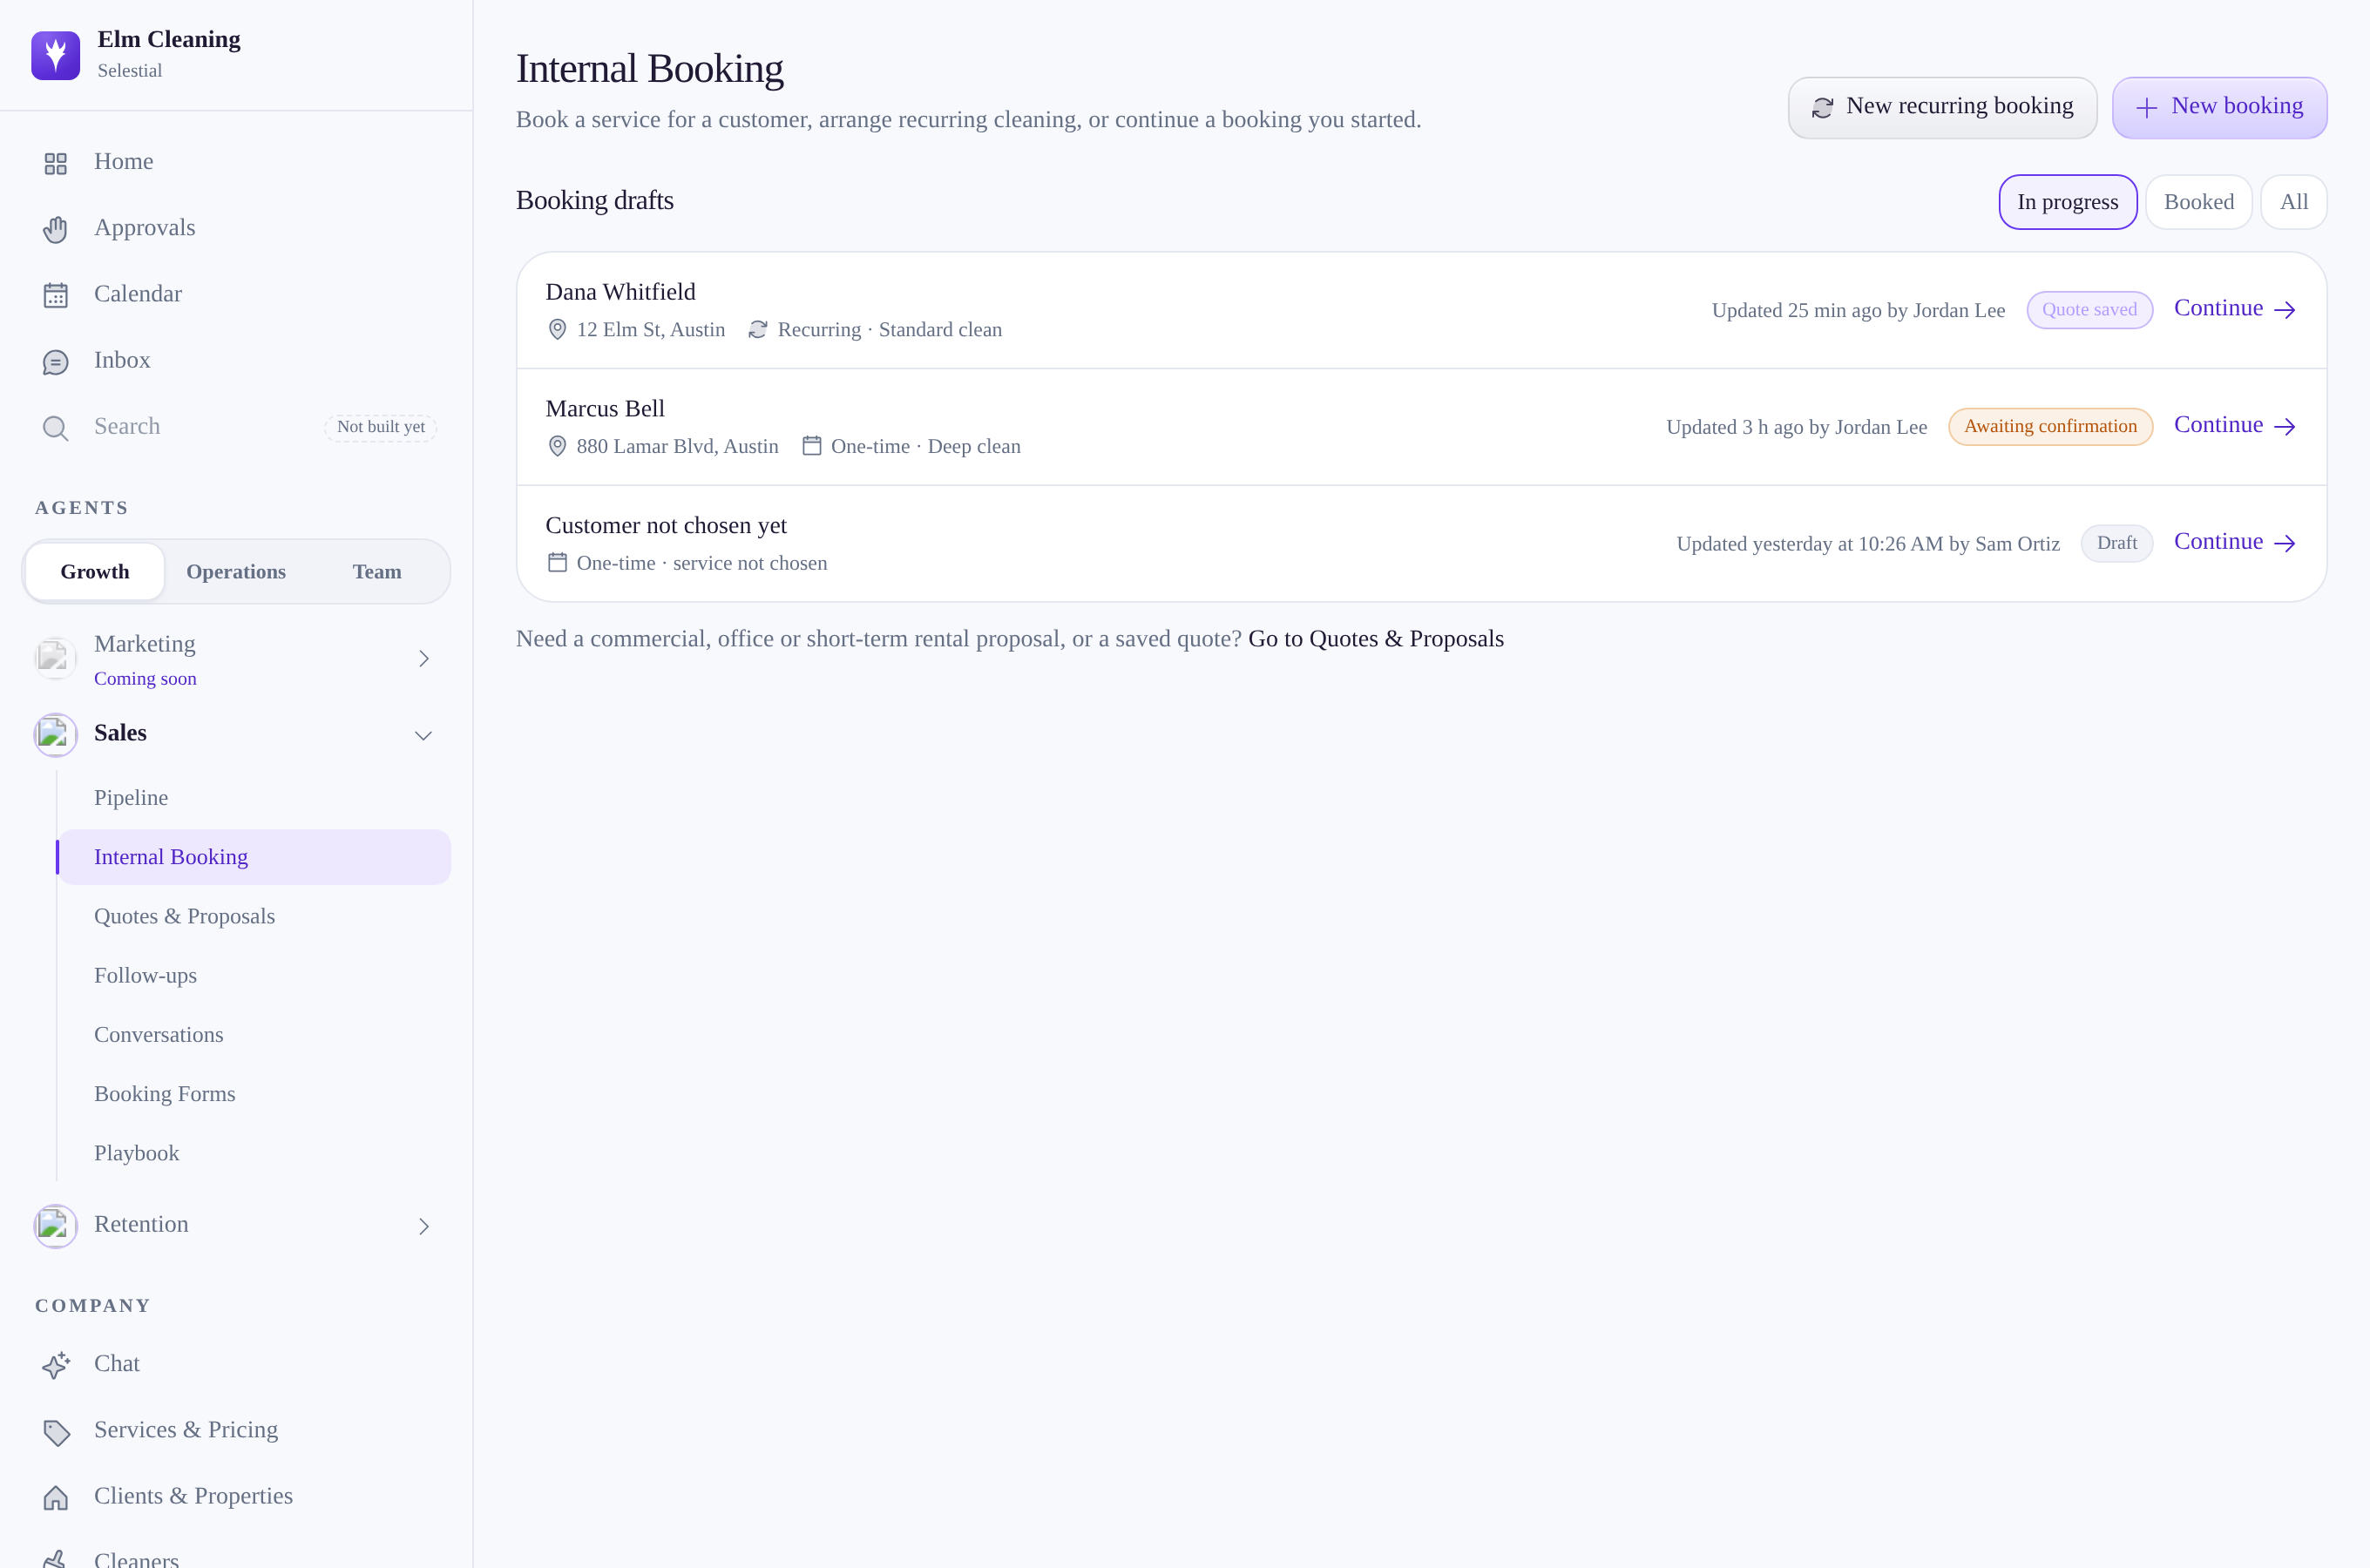 Elm Cleaning
Selestial
Home
Approvals
Calendar
Inbox
Search
Not built yet
AGENTS
Growth
Operations
Team
Marketing
Coming soon
Sales
Pipeline
Internal Booking
Quotes & Proposals
Follow-ups
Conversations
Booking Forms
Playbook
Retention
COMPANY
Chat
Services & Pricing
Clients & Properties
Cleaners
Internal Booking
Book a service for a customer, arrange recurring cleaning, or continue a booking you started.
New recurring booking
New booking
Booking drafts
In progress
Booked
All
Dana Whitfield
12 Elm St, Austin
Recurring · Standard clean
Updated 25 min ago by Jordan Lee
Quote saved
Continue
Marcus Bell
880 Lamar Blvd, Austin
One-time · Deep clean
Updated 3 h ago by Jordan Lee
Awaiting confirmation
Continue
Customer not chosen yet
One-time · service not chosen
Updated yesterday at 10:26 AM by Sam Ortiz
Draft
Continue
Need a commercial, office or short-term rental proposal, or a saved quote? Go to Quotes & Proposals